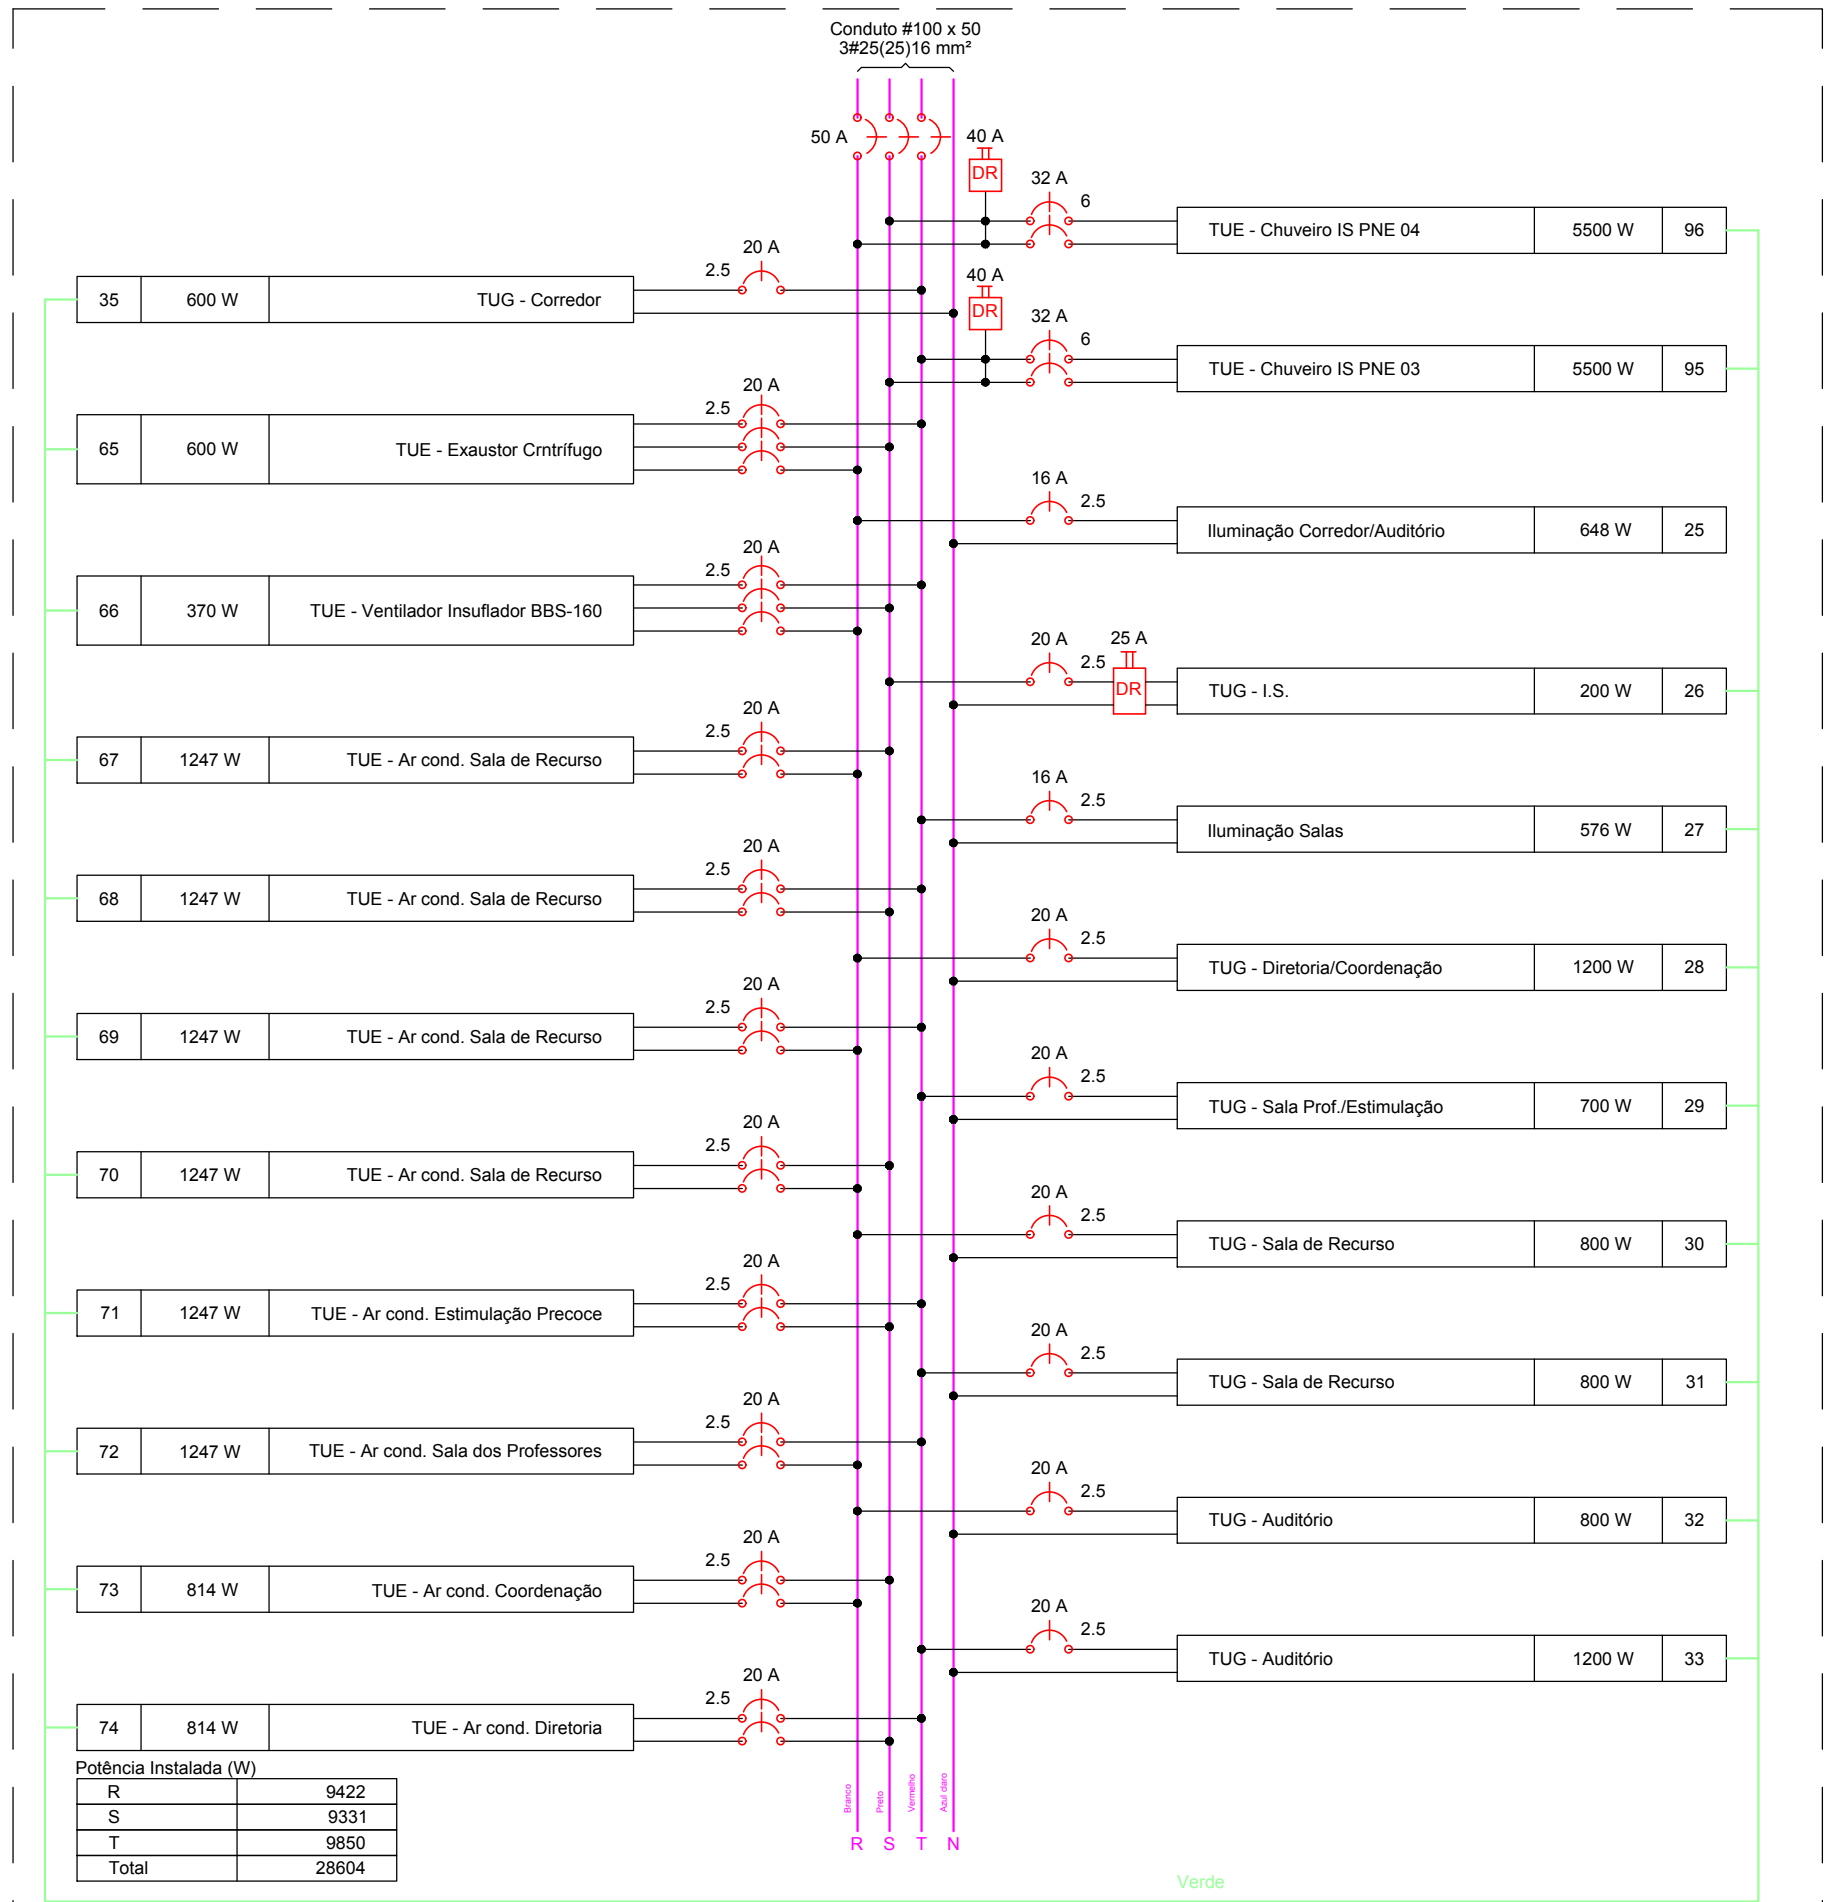 Conduto #100 x 50
3#25(25)16 mm²
50 A
40 A
DR
32 A
6
TUE - Chuveiro IS PNE 04 5500 W 96
20 A
2.5
35 600 W TUG - Corredor
40 A
DR
32 A
6
TUE - Chuveiro IS PNE 03 5500 W 95
20 A
2.5
65 600 W TUE - Exaustor Crntrífugo
16 A
2.5
Iluminação Corredor/Auditório 648 W 25
20 A
2.5
66 370 W TUE - Ventilador Insuflador BBS-160
20 A
2.5
25 A
DR
TUG - I.S. 200 W 26
20 A
2.5
67 1247 W TUE - Ar cond. Sala de Recurso
16 A
2.5
Iluminação Salas 576 W 27
20 A
2.5
68 1247 W TUE - Ar cond. Sala de Recurso
20 A
2.5
TUG - Diretoria/Coordenação 1200 W 28
20 A
2.5
69 1247 W TUE - Ar cond. Sala de Recurso
20 A
2.5
TUG - Sala Prof./Estimulação 700 W 29
20 A
2.5
70 1247 W TUE - Ar cond. Sala de Recurso
20 A
2.5
TUG - Sala de Recurso 800 W 30
20 A
2.5
71 1247 W TUE - Ar cond. Estimulação Precoce
20 A
2.5
TUG - Sala de Recurso 800 W 31
20 A
2.5
72 1247 W TUE - Ar cond. Sala dos Professores
20 A
2.5
TUG - Auditório 800 W 32
20 A
2.5
73 814 W TUE - Ar cond. Coordenação
20 A
2.5
TUG - Auditório 1200 W 33
20 A
2.5
74 814 W TUE - Ar cond. Diretoria
Potência Instalada (W)
R 9422
S 9331
T 9850
Total 28604
Branco
Preto
Vermelho
Azul claro
R S T N
Verde